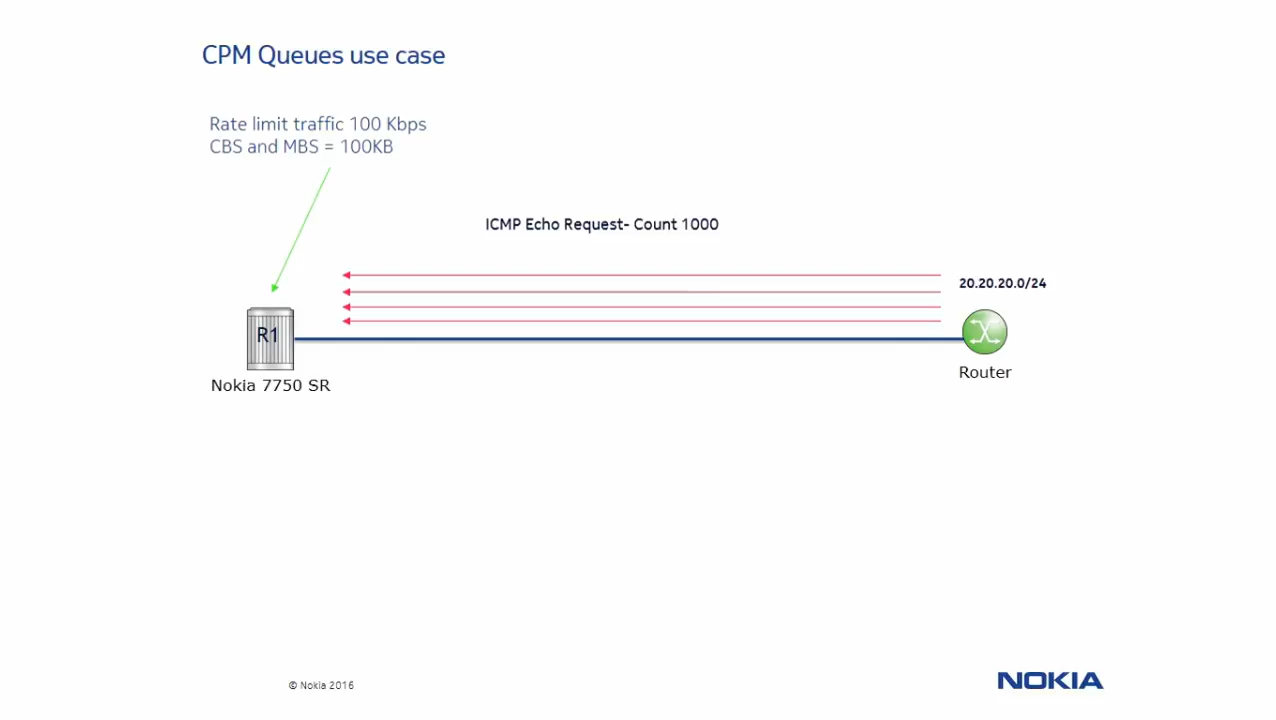 CPM Queues use case
Rate limit traffic 100 Kbps
CBS and MBS = 100KB
ICMP Echo Request- Count 1000
20.20.20.0/24
R1
Router
Nokia 7750 SR
© Nokia 2016
NOKIA